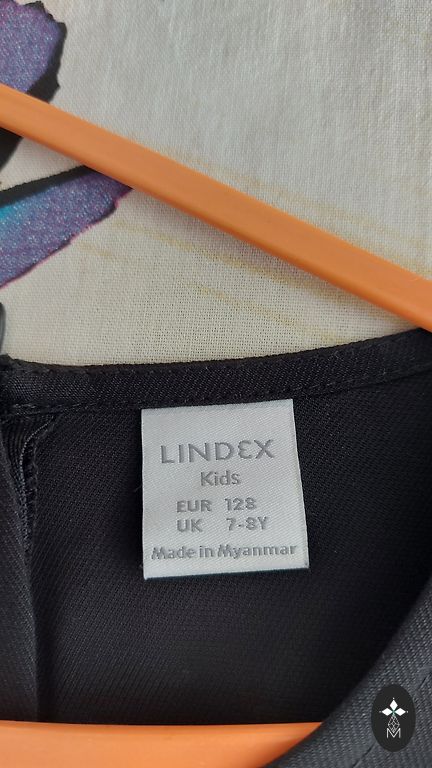 LINDEX
Kids
EUR 128
UK 7-8Y
Made in Myanmar
M